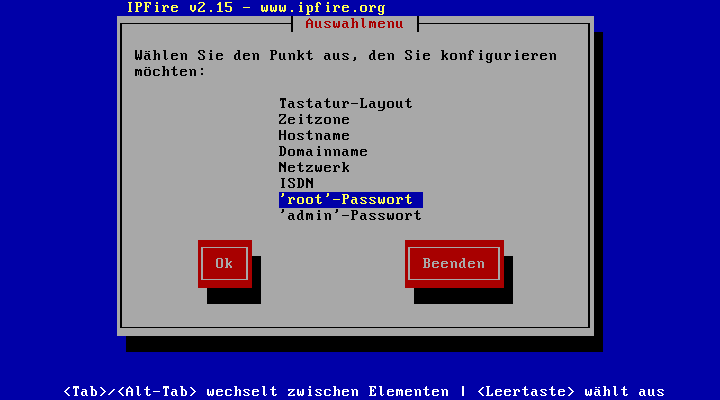 IPFire v2.15 - www.ipfire.org
Auswahlmenu
Wählen Sie den Punkt aus, den Sie konfigurieren
möchten:
Tastatur-Layout
Zeitzone
Hostname
Domainname
Netzwerk
ISDN
'root'-Passwort
'admin'-Passwort
Ok Beenden
<Tab>/<Alt-Tab> wechselt zwischen Elementen | <Leertaste> wählt aus